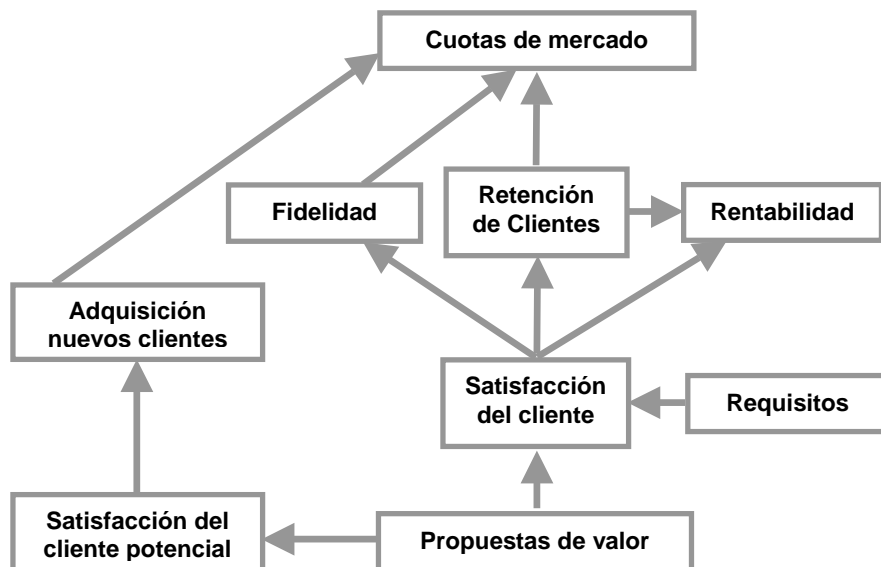 Cuotas de mercado
Fidelidad
Retención
de Clientes
Rentabilidad
Adquisición
nuevos clientes
Satisfacción
del cliente
Requisitos
Satisfacción del
cliente potencial
Propuestas de valor